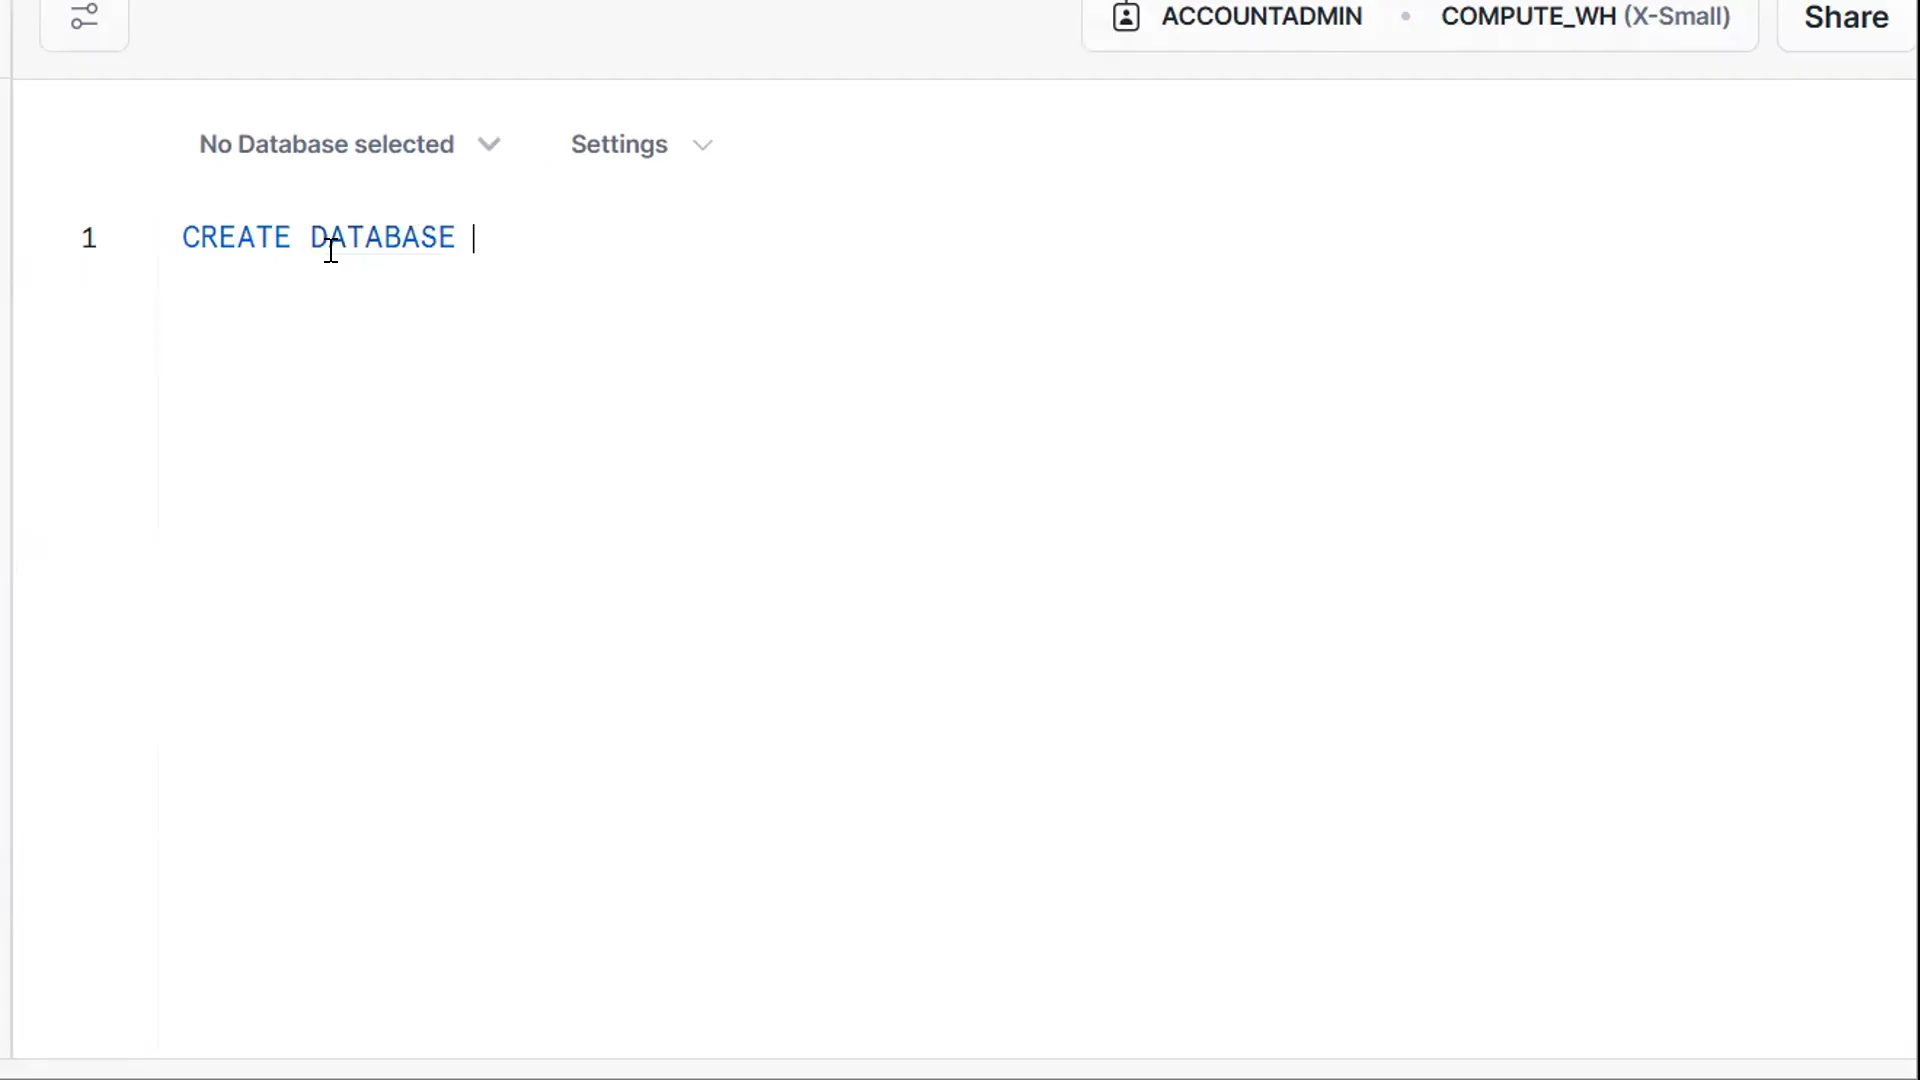 ACCOUNTADMIN • COMPUTE_WH (X-Small) Share
No Database selected Settings
1 CREATE DATABASE